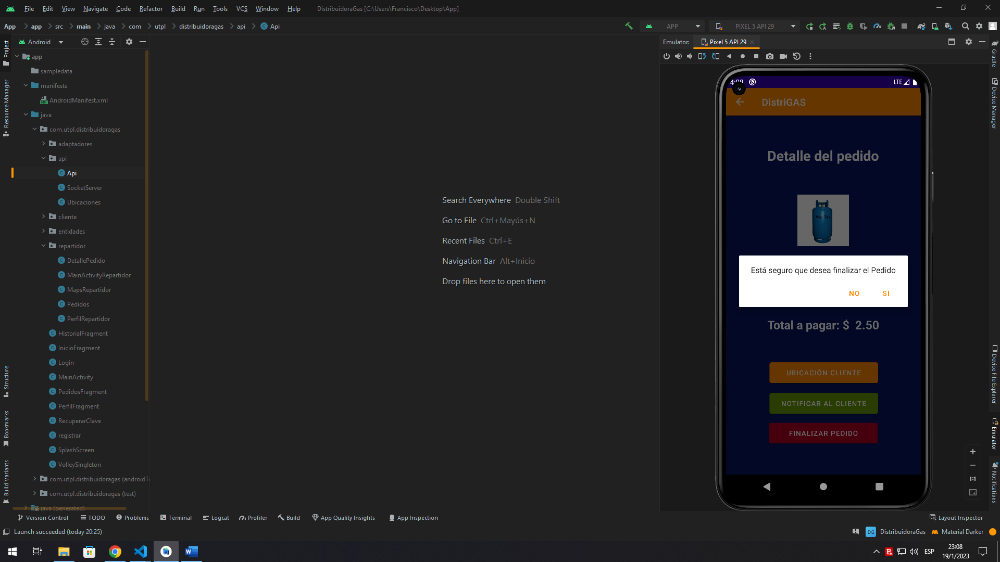 File Edit View Navigate Code Refactor Build Run Tools VCS Window Help DistribuidoraGas [C:\Users\Francisco\Desktop\App]
App app src main java com utpl distribuidoragas api Api
APP PIXEL 5 API 29
Android
Emulator: Pixel 5 API 29
app
sampledata
manifests
AndroidManifest.xml
java
com.utpl.distribuidoragas
adaptadores
api
Api
SocketServer
Ubicaciones
cliente
entidades
repartidor
DetallePedido
MainActivityRepartidor
MapsRepartidor
Pedidos
PerfilRepartidor
HistorialFragment
InicioFragment
Login
MainActivity
PedidosFragment
PerfilFragment
RecuperarClave
registrar
SplashScreen
VolleySingleton
com.utpl.distribuidoragas (androidTe
com.utpl.distribuidoragas (test)
java (generated)
Project
Resource Manager
Structure
Bookmarks
Build Variants
Search Everywhere Double Shift
Go to File Ctrl+Mayús+N
Recent Files Ctrl+E
Navigation Bar Alt+Inicio
Drop files here to open them
4:08 LTE
DistriGAS
Detalle del pedido
Está seguro que desea finalizar el Pedido
NO SI
Total a pagar: $ 2.50
UBICACIÓN CLIENTE
NOTIFICAR AL CLIENTE
FINALIZAR PEDIDO
1:1
Gradle
Device Manager
Device File Explorer
Emulator
Notifications
Version Control TODO Problems Terminal Logcat Profiler Build App Quality Insights App Inspection Layout Inspector
Launch succeeded (today 20:25) DG DistribuidoraGas Material Darker
ESP 23:08
19/1/2023